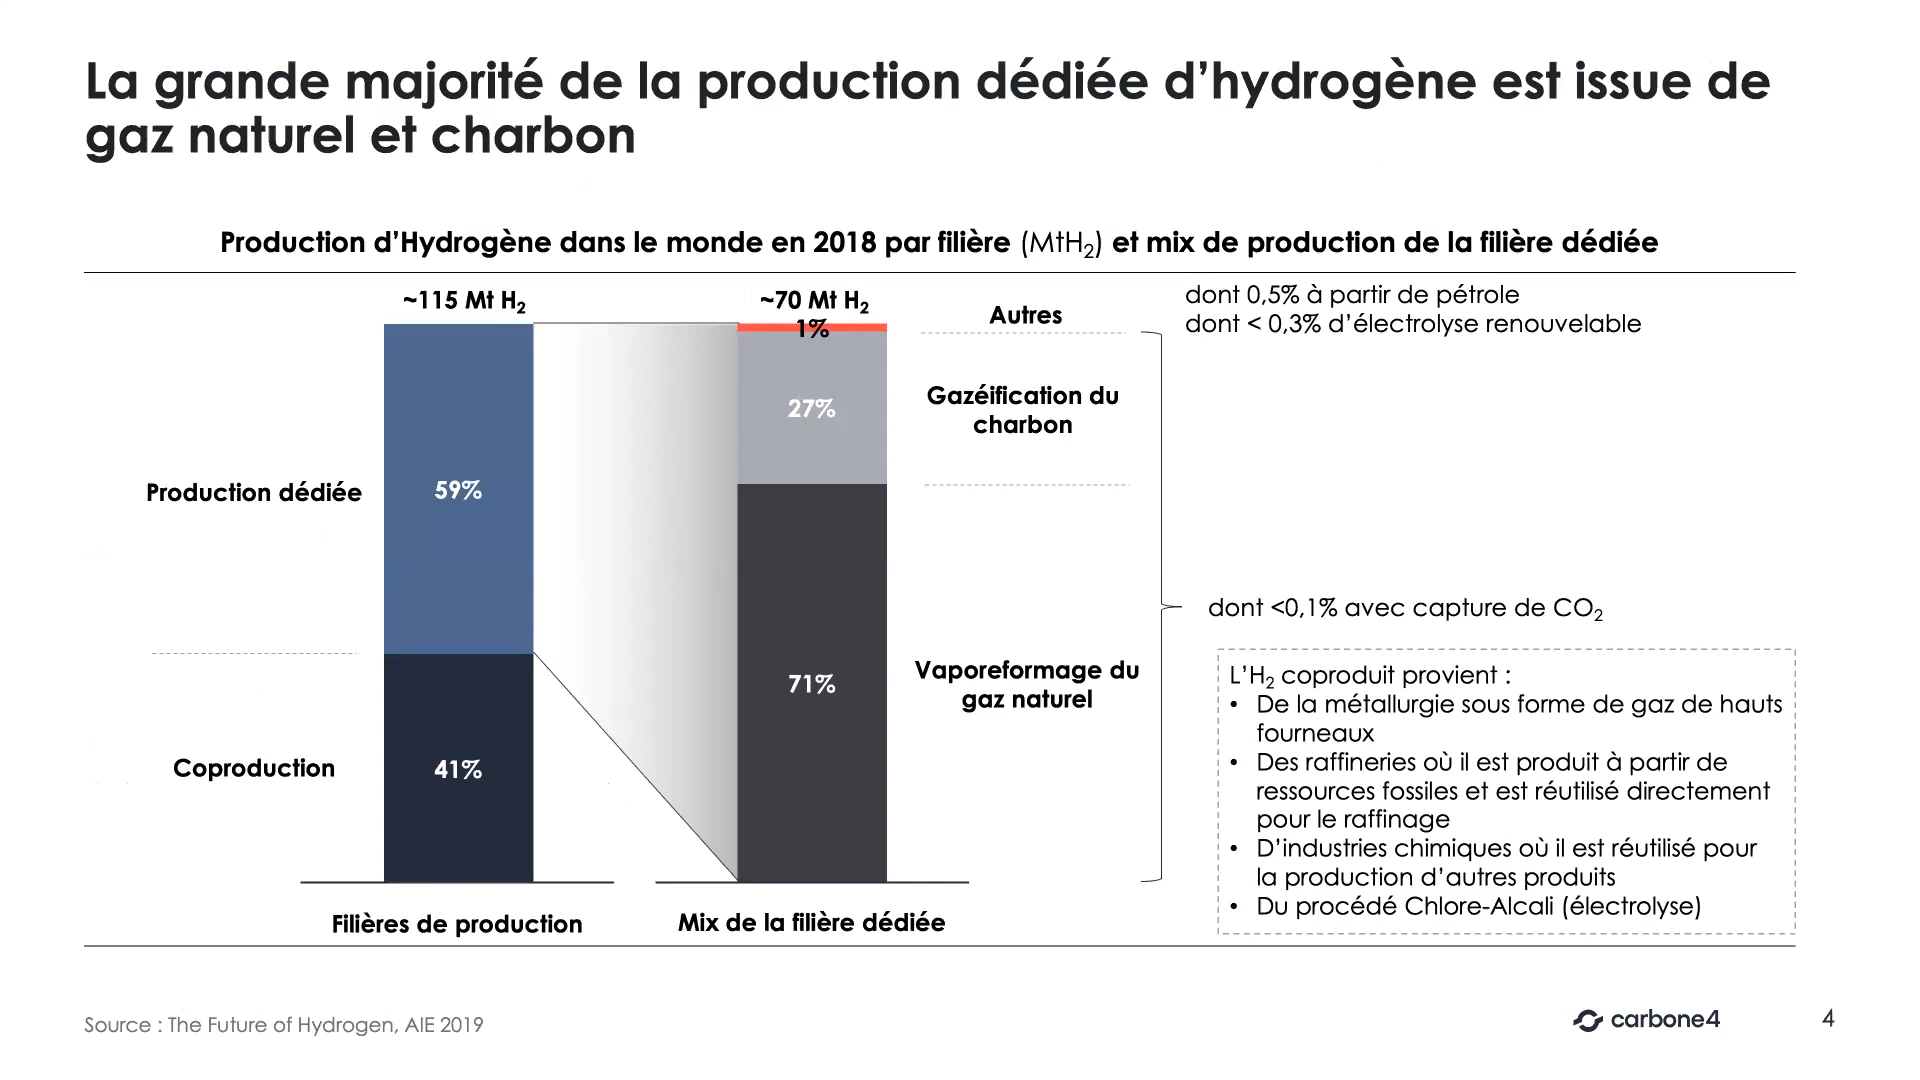 La grande majorité de la production dédiée d’hydrogène est issue de
gaz naturel et charbon
Production d’Hydrogène dans le monde en 2018 par filière (MtH2) et mix de production de la filière dédiée
~115 Mt H2
~70 Mt H2
1%
27%
71%
59%
41%
Production dédiée
Coproduction
Autres
Gazéification du
charbon
Vaporeformage du
gaz naturel
dont 0,5% à partir de pétrole
dont < 0,3% d’électrolyse renouvelable
dont <0,1% avec capture de CO2
L’H2 coproduit provient :
• De la métallurgie sous forme de gaz de hauts
fourneaux
• Des raffineries où il est produit à partir de
ressources fossiles et est réutilisé directement
pour le raffinage
• D’industries chimiques où il est réutilisé pour
la production d’autres produits
• Du procédé Chlore-Alcali (électrolyse)
Filières de production
Mix de la filière dédiée
Source : The Future of Hydrogen, AIE 2019
carbone4
4